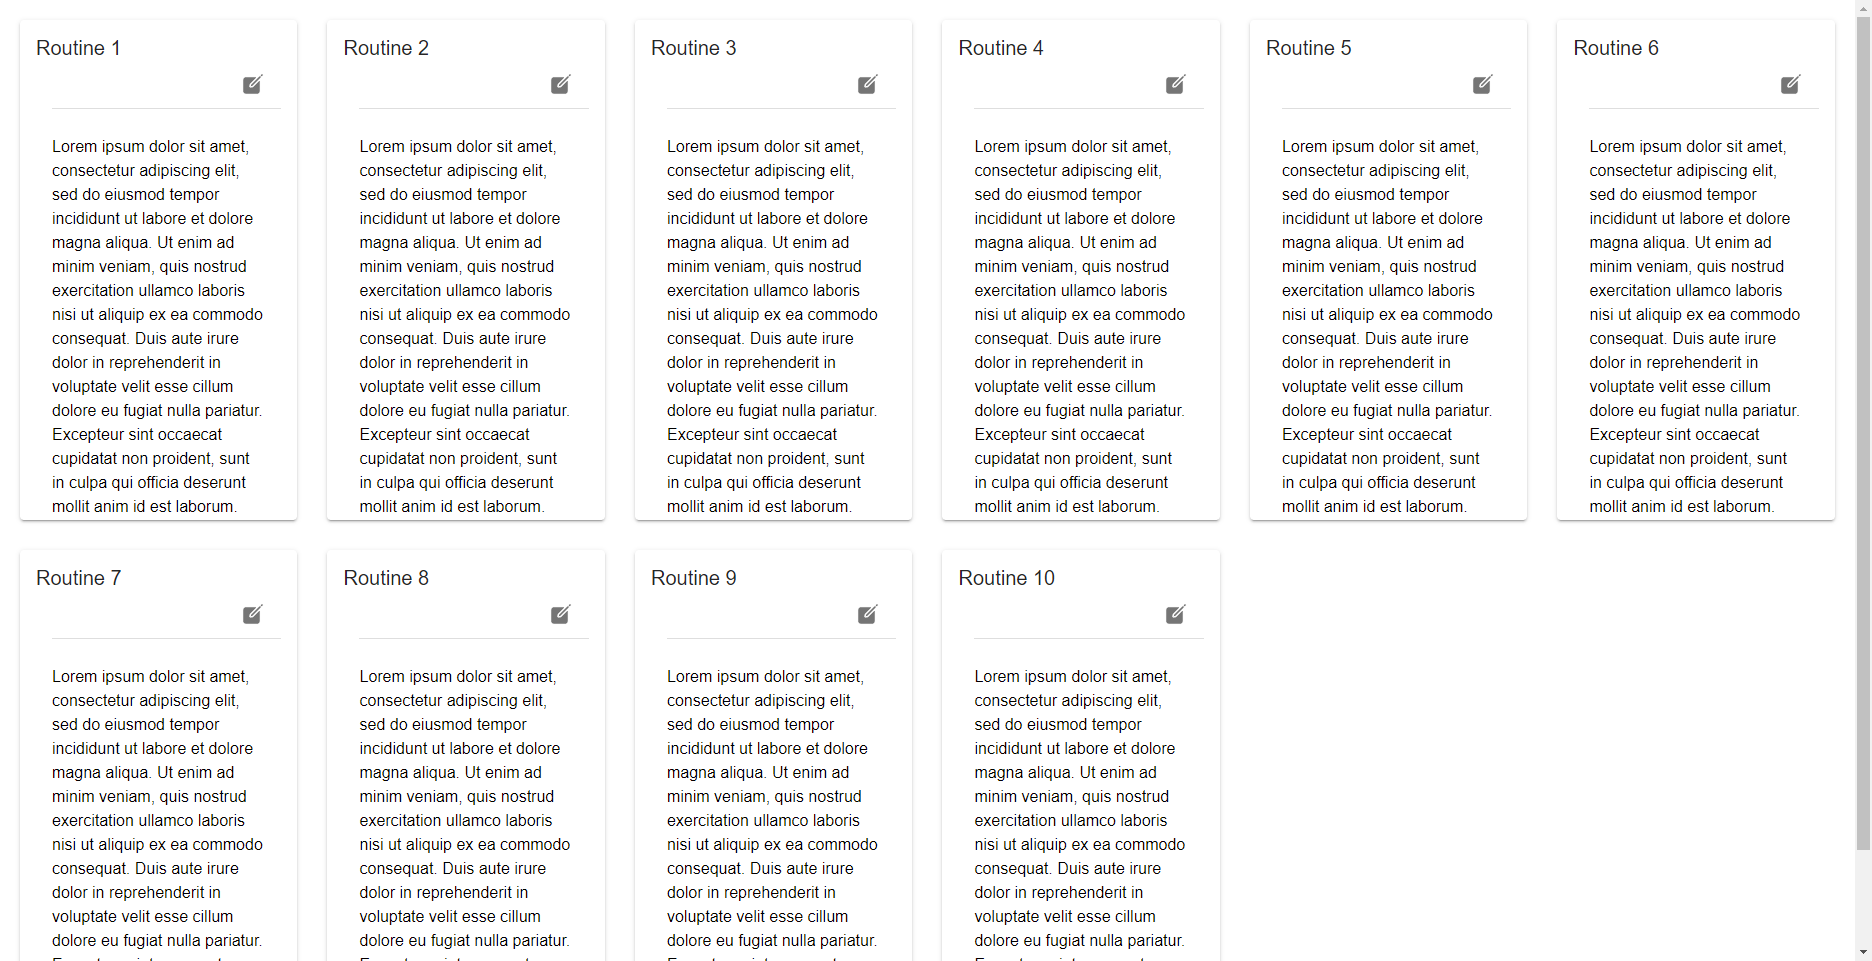 Routine 1
Lorem ipsum dolor sit amet,
consectetur adipiscing elit,
sed do eiusmod tempor
incididunt ut labore et dolore
magna aliqua. Ut enim ad
minim veniam, quis nostrud
exercitation ullamco laboris
nisi ut aliquip ex ea commodo
consequat. Duis aute irure
dolor in reprehenderit in
voluptate velit esse cillum
dolore eu fugiat nulla pariatur.
Excepteur sint occaecat
cupidatat non proident, sunt
in culpa qui officia deserunt
mollit anim id est laborum.
Routine 2
Lorem ipsum dolor sit amet,
consectetur adipiscing elit,
sed do eiusmod tempor
incididunt ut labore et dolore
magna aliqua. Ut enim ad
minim veniam, quis nostrud
exercitation ullamco laboris
nisi ut aliquip ex ea commodo
consequat. Duis aute irure
dolor in reprehenderit in
voluptate velit esse cillum
dolore eu fugiat nulla pariatur.
Excepteur sint occaecat
cupidatat non proident, sunt
in culpa qui officia deserunt
mollit anim id est laborum.
Routine 3
Lorem ipsum dolor sit amet,
consectetur adipiscing elit,
sed do eiusmod tempor
incididunt ut labore et dolore
magna aliqua. Ut enim ad
minim veniam, quis nostrud
exercitation ullamco laboris
nisi ut aliquip ex ea commodo
consequat. Duis aute irure
dolor in reprehenderit in
voluptate velit esse cillum
dolore eu fugiat nulla pariatur.
Excepteur sint occaecat
cupidatat non proident, sunt
in culpa qui officia deserunt
mollit anim id est laborum.
Routine 4
Lorem ipsum dolor sit amet,
consectetur adipiscing elit,
sed do eiusmod tempor
incididunt ut labore et dolore
magna aliqua. Ut enim ad
minim veniam, quis nostrud
exercitation ullamco laboris
nisi ut aliquip ex ea commodo
consequat. Duis aute irure
dolor in reprehenderit in
voluptate velit esse cillum
dolore eu fugiat nulla pariatur.
Excepteur sint occaecat
cupidatat non proident, sunt
in culpa qui officia deserunt
mollit anim id est laborum.
Routine 5
Lorem ipsum dolor sit amet,
consectetur adipiscing elit,
sed do eiusmod tempor
incididunt ut labore et dolore
magna aliqua. Ut enim ad
minim veniam, quis nostrud
exercitation ullamco laboris
nisi ut aliquip ex ea commodo
consequat. Duis aute irure
dolor in reprehenderit in
voluptate velit esse cillum
dolore eu fugiat nulla pariatur.
Excepteur sint occaecat
cupidatat non proident, sunt
in culpa qui officia deserunt
mollit anim id est laborum.
Routine 6
Lorem ipsum dolor sit amet,
consectetur adipiscing elit,
sed do eiusmod tempor
incididunt ut labore et dolore
magna aliqua. Ut enim ad
minim veniam, quis nostrud
exercitation ullamco laboris
nisi ut aliquip ex ea commodo
consequat. Duis aute irure
dolor in reprehenderit in
voluptate velit esse cillum
dolore eu fugiat nulla pariatur.
Excepteur sint occaecat
cupidatat non proident, sunt
in culpa qui officia deserunt
mollit anim id est laborum.
Routine 7
Lorem ipsum dolor sit amet,
consectetur adipiscing elit,
sed do eiusmod tempor
incididunt ut labore et dolore
magna aliqua. Ut enim ad
minim veniam, quis nostrud
exercitation ullamco laboris
nisi ut aliquip ex ea commodo
consequat. Duis aute irure
dolor in reprehenderit in
voluptate velit esse cillum
dolore eu fugiat nulla pariatur.
Routine 8
Lorem ipsum dolor sit amet,
consectetur adipiscing elit,
sed do eiusmod tempor
incididunt ut labore et dolore
magna aliqua. Ut enim ad
minim veniam, quis nostrud
exercitation ullamco laboris
nisi ut aliquip ex ea commodo
consequat. Duis aute irure
dolor in reprehenderit in
voluptate velit esse cillum
dolore eu fugiat nulla pariatur.
Routine 9
Lorem ipsum dolor sit amet,
consectetur adipiscing elit,
sed do eiusmod tempor
incididunt ut labore et dolore
magna aliqua. Ut enim ad
minim veniam, quis nostrud
exercitation ullamco laboris
nisi ut aliquip ex ea commodo
consequat. Duis aute irure
dolor in reprehenderit in
voluptate velit esse cillum
dolore eu fugiat nulla pariatur.
Routine 10
Lorem ipsum dolor sit amet,
consectetur adipiscing elit,
sed do eiusmod tempor
incididunt ut labore et dolore
magna aliqua. Ut enim ad
minim veniam, quis nostrud
exercitation ullamco laboris
nisi ut aliquip ex ea commodo
consequat. Duis aute irure
dolor in reprehenderit in
voluptate velit esse cillum
dolore eu fugiat nulla pariatur.